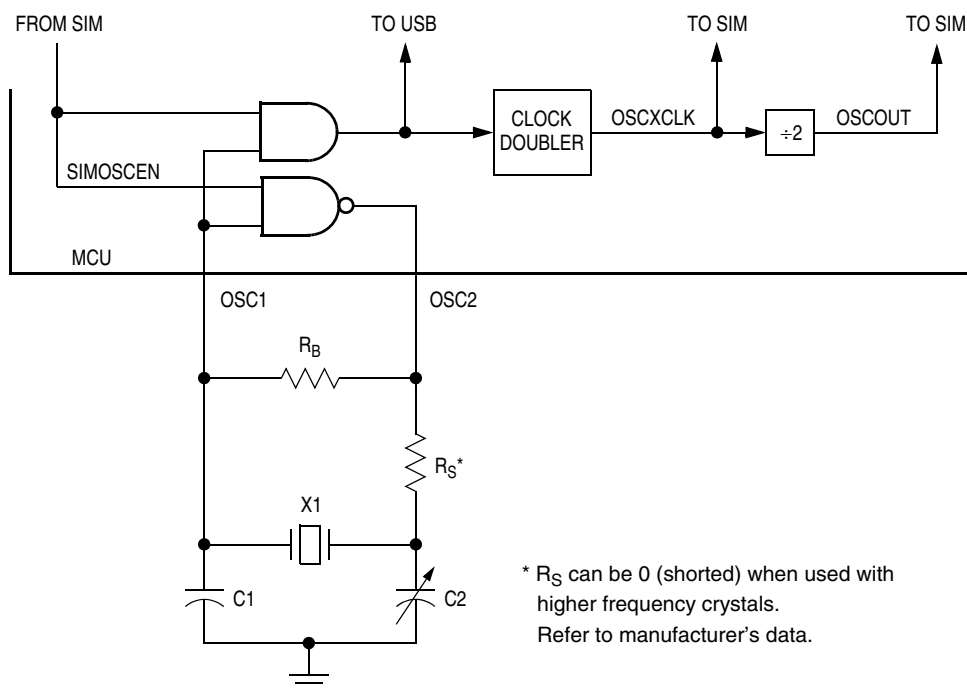 FROM SIM
TO USB
TO SIM
TO SIM
CLOCK
DOUBLER
OSCXCLK
÷2
OSCOUT
SIMOSCEN
MCU
OSC1
OSC2
RB
RS*
X1
C1
C2
* RS can be 0 (shorted) when used with
higher frequency crystals.
Refer to manufacturer’s data.